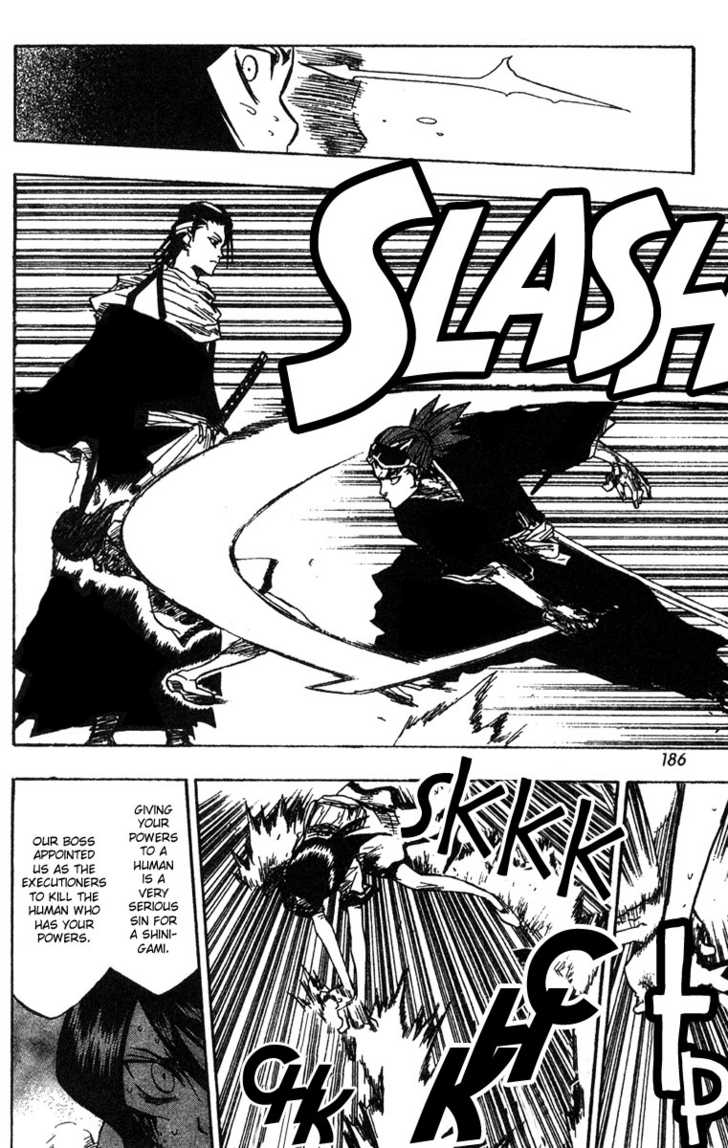 SLASH
186
SKKK
GIVING
YOUR
POWERS
TO A
HUMAN
IS A
VERY
SERIOUS
SIN FOR
A SHINI-
GAMI.
OUR BOSS
APPOINTED
US AS THE
EXECUTIONERS
TO KILL THE
HUMAN WHO
HAS YOUR
POWERS.
CHK